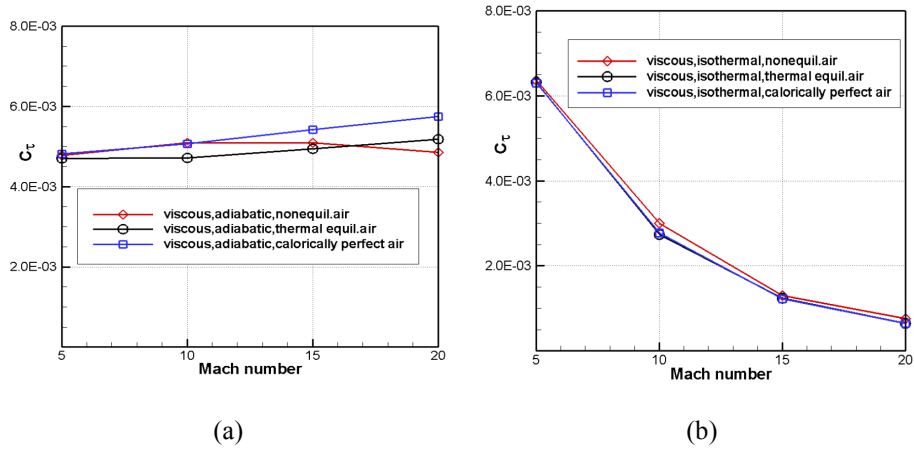 8.0E-03
6.0E-03
Cτ
4.0E-03
viscous,adiabatic,nonequil.air
viscous,adiabatic,thermal equil.air
viscous,adiabatic,calorically perfect air
2.0E-03
5 10 15 20
Mach number
(a)
8.0E-03
viscous,isothermal,nonequil.air
viscous,isothermal,thermal equil.air
viscous,isothermal,calorically perfect air
6.0E-03
Cτ
4.0E-03
2.0E-03
5 10 15 20
Mach number
(b)